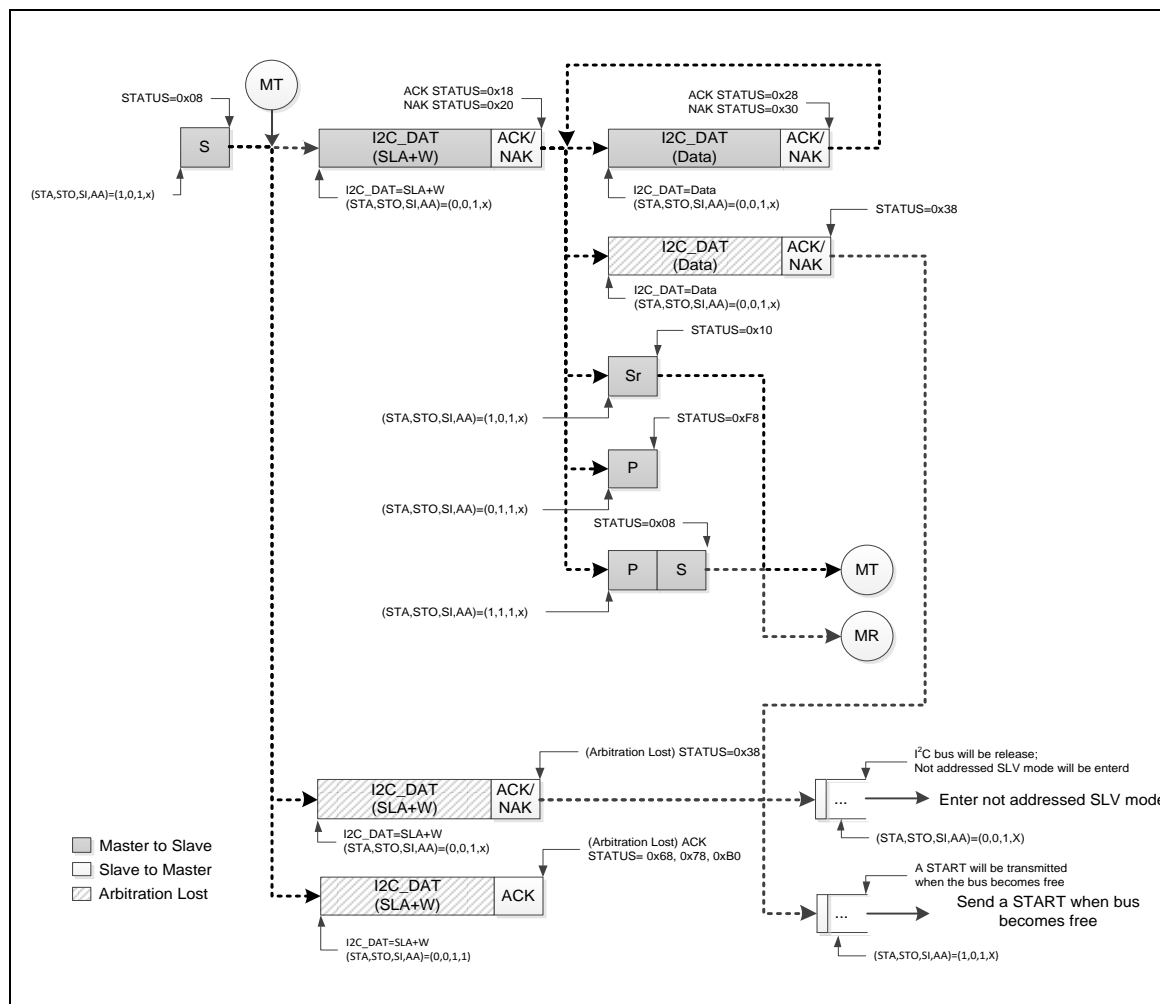 MT
STATUS=0x08
ACK STATUS=0x18
NAK STATUS=0x20
ACK STATUS=0x28
NAK STATUS=0x30
S
I2C_DAT
(SLA+W)
ACK/
NAK
I2C_DAT
(Data)
ACK/
NAK
(STA,STO,SI,AA)=(1,0,1,x)
I2C_DAT=SLA+W
(STA,STO,SI,AA)=(0,0,1,x)
I2C_DAT=Data
(STA,STO,SI,AA)=(0,0,1,x)
STATUS=0x38
I2C_DAT
(Data)
ACK/
NAK
I2C_DAT=Data
(STA,STO,SI,AA)=(0,0,1,x)
STATUS=0x10
Sr
(STA,STO,SI,AA)=(1,0,1,x)
STATUS=0xF8
P
(STA,STO,SI,AA)=(0,1,1,x)
STATUS=0x08
P S
MT
(STA,STO,SI,AA)=(1,1,1,x)
MR
(Arbitration Lost) STATUS=0x38
I2C_DAT
(SLA+W)
ACK/
NAK
I2C_DAT=SLA+W
(STA,STO,SI,AA)=(0,0,1,x)
I²C bus will be release;
Not addressed SLV mode will be enterd
...
Enter not addressed SLV mode
(STA,STO,SI,AA)=(0,0,1,X)
Master to Slave
Slave to Master
Arbitration Lost
(Arbitration Lost) ACK
STATUS= 0x68, 0x78, 0xB0
I2C_DAT
(SLA+W)
ACK
I2C_DAT=SLA+W
(STA,STO,SI,AA)=(0,0,1,1)
A START will be transmitted
when the bus becomes free
...
Send a START when bus
becomes free
(STA,STO,SI,AA)=(1,0,1,X)